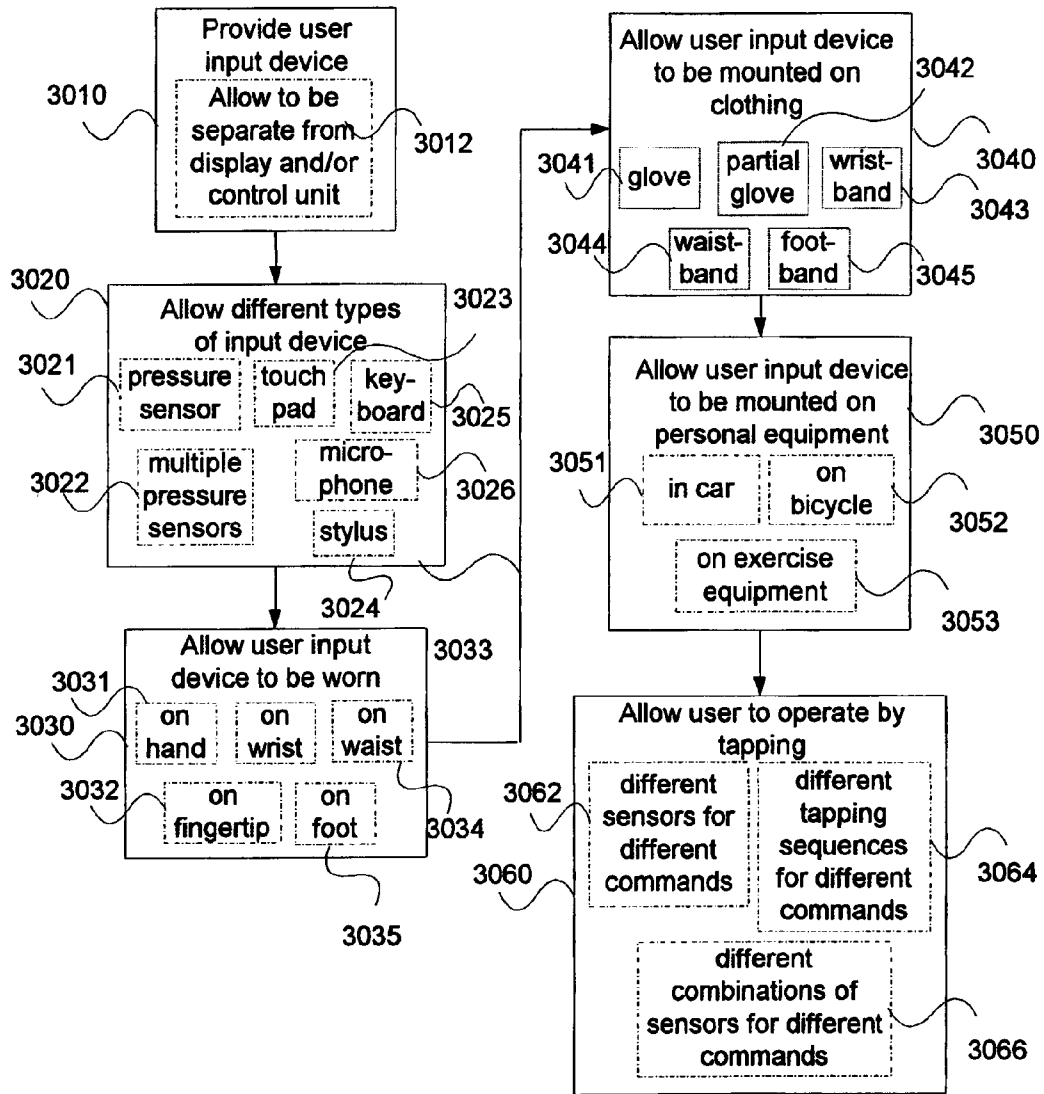 Provide user
input device
3010
Allow to be
separate from
display and/or
control unit
3012
3020
Allow different types
of input device
3023
3021
pressure
sensor
touch
pad
key-
board
3025
3022
multiple
pressure
sensors
micro-
phone
3026
stylus
3024
Allow user input
device to be worn
3033
3031
3030
on
hand
on
wrist
on
waist
3032
on
fingertip
on
foot
3034
3035
Allow user input device
to be mounted on
clothing
3042
3040
3041
glove
partial
glove
wrist-
band
3043
3044
waist-
band
foot-
band
3045
Allow user input device
to be mounted on
personal equipment
3050
3051
in car
on
bicycle
3052
on exercise
equipment
3053
Allow user to operate by
tapping
3062
different
sensors for
different
commands
different
tapping
sequences
for different
commands
3064
3060
different
combinations of
sensors for different
commands
3066